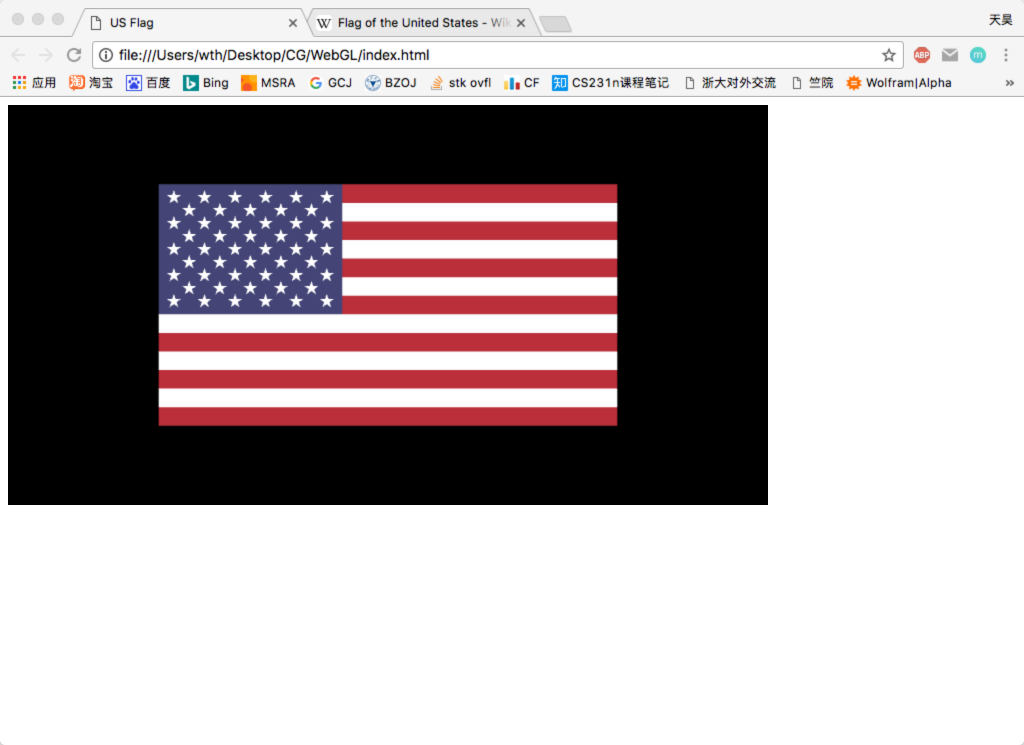 US Flag
Flag of the United States - Wik
天昊
file:///Users/wth/Desktop/CG/WebGL/index.html
ABP
m
应用 淘宝 百度 Bing MSRA GCJ BZOJ stk ovfl CF CS231n课程笔记 浙大对外交流 竺院 Wolfram|Alpha »